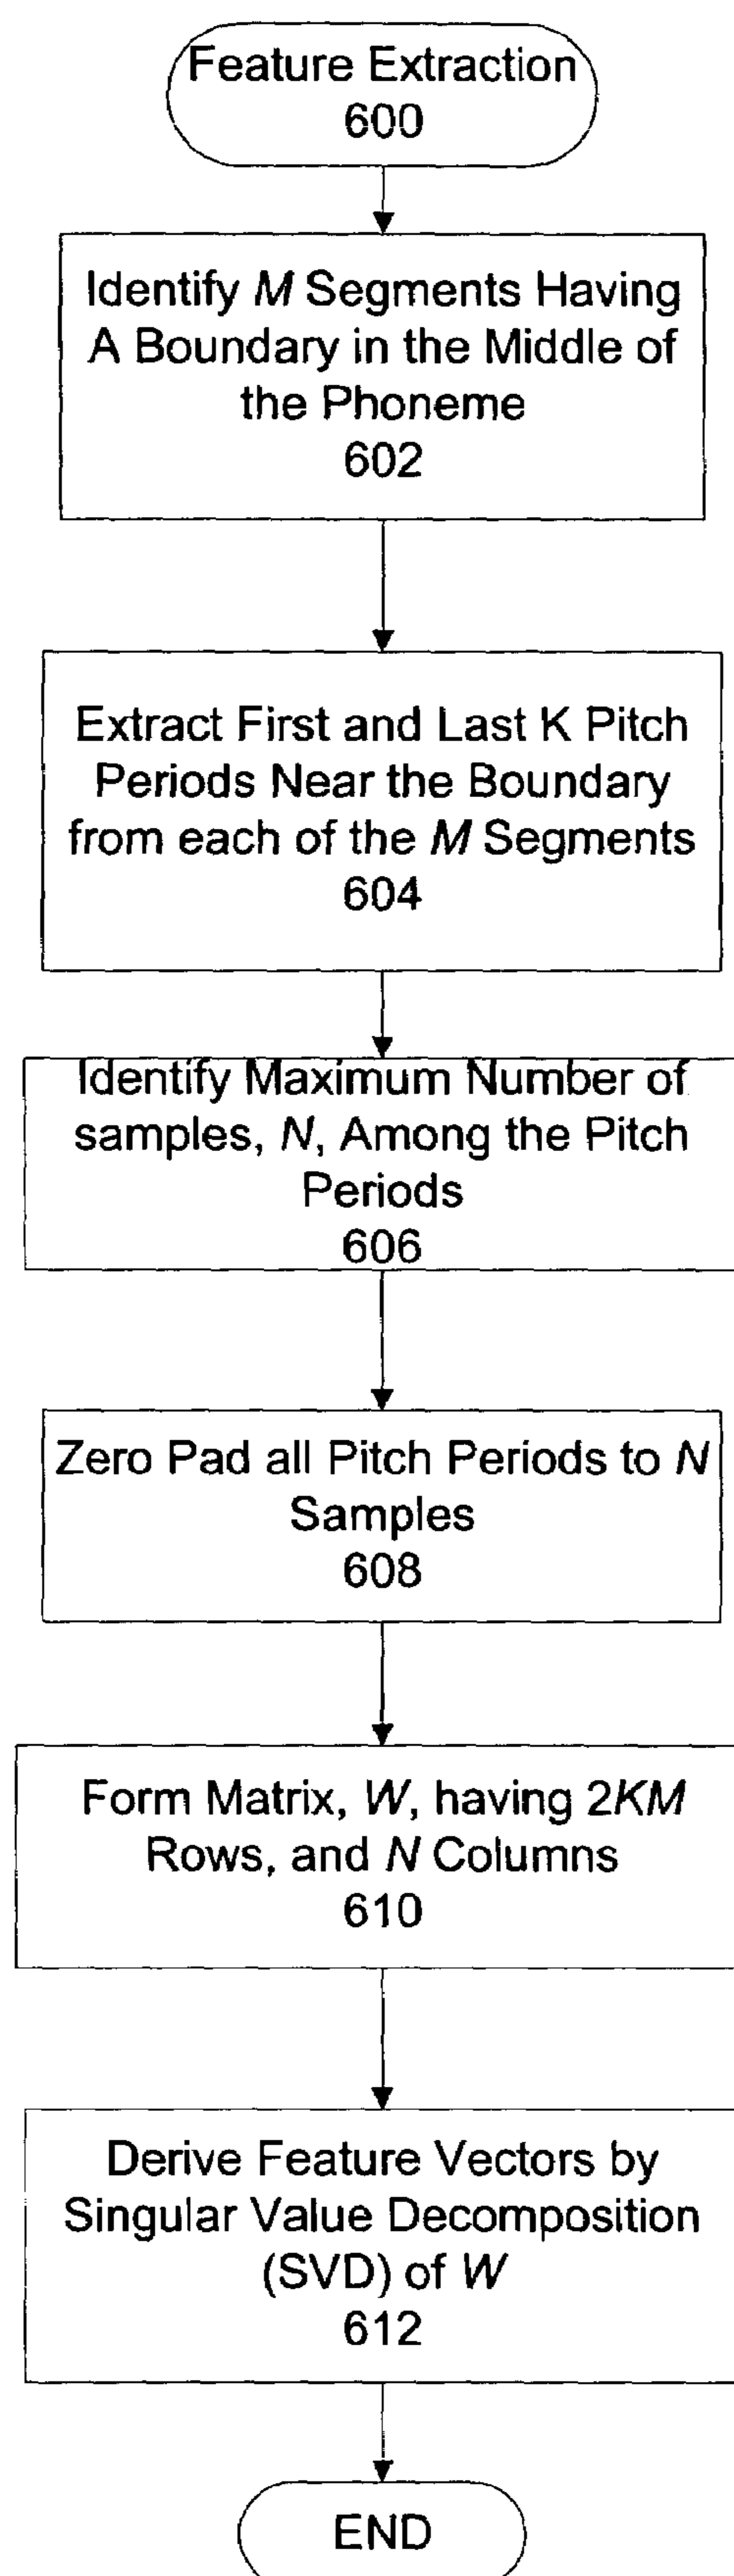 Feature Extraction
600
Identify M Segments Having
A Boundary in the Middle of
the Phoneme
602
Extract First and Last K Pitch
Periods Near the Boundary
from each of the M Segments
604
Identify Maximum Number of
samples, N, Among the Pitch
Periods
606
Zero Pad all Pitch Periods to N
Samples
608
Form Matrix, W, having 2KM
Rows, and N Columns
610
Derive Feature Vectors by
Singular Value Decomposition
(SVD) of W
612
END